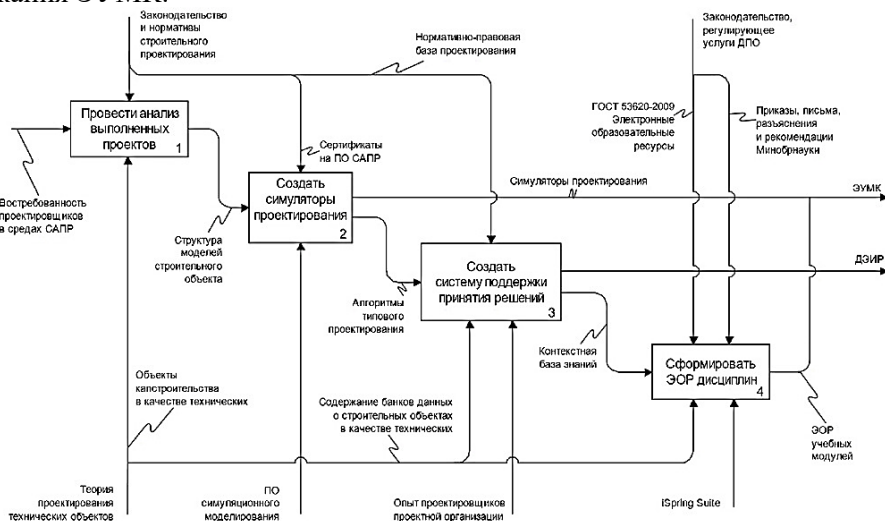 Законодательство
и нормативы
строительного
проектирования
Нормативно-правовая
база проектирования
Законодательство,
регулирующее
услуги ДПО
ГОСТ 53620-2009
Электронные
образовательные
ресурсы
Приказы, письма,
разъяснения
и рекомендации
Минобрнауки
Провести анализ
выполненных
проектов
1
Сертификаты
на ПО САПР
Востребованность
проектировщиков
в средах САПР
Создать
симуляторы
проектирования
2
Симуляторы проектирования
ЭУМК
Структура
моделей
строительного
объекта
Создать
систему поддержки
принятия решений
3
ДЭИР
Алгоритмы
типового
проектирования
Контекстная
база знаний
Сформировать
ЭОР дисциплин
4
Объекты
капстроительства
в качестве технических
Содержание банков данных
о строительных объектах
в качестве технических
ЭОР
учебных
модулей
Теория
проектирования
технических объектов
ПО
симуляционного
моделирования
Опыт проектировщиков
проектной организации
iSpring Suite